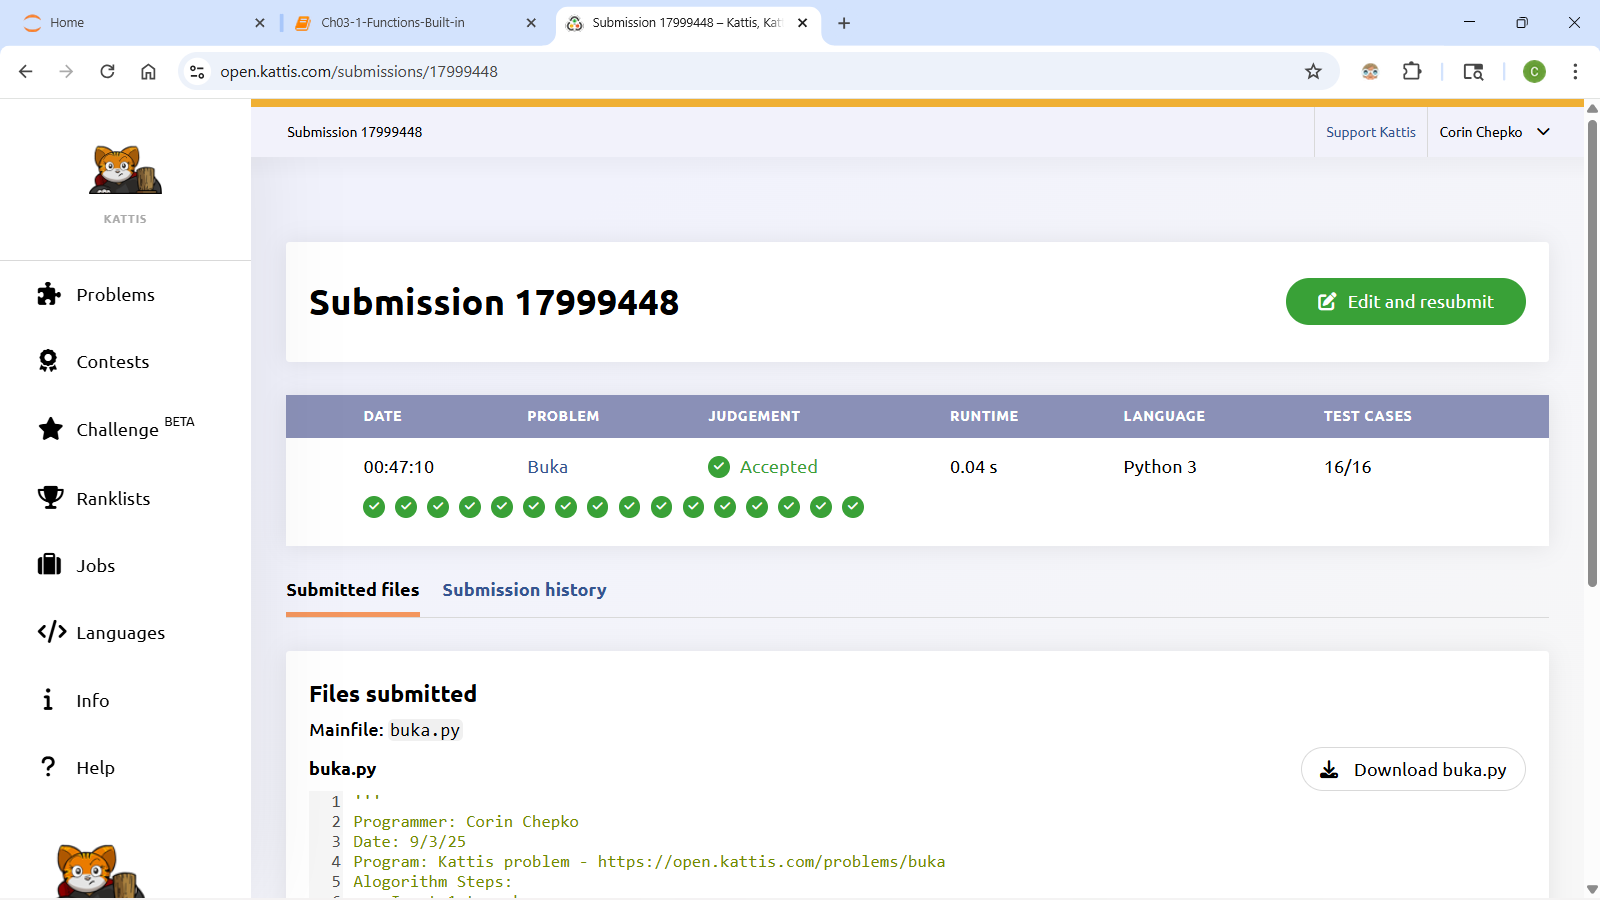 Home
Ch03-1-Functions-Built-in
Submission 17999448 – Kattis, Kat
open.kattis.com/submissions/17999448
C
Submission 17999448
Support Kattis
Corin Chepko
KATTIS
Problems
Contests
Challenge BETA
Ranklists
Jobs
Languages
Info
Help
Submission 17999448
Edit and resubmit
DATE PROBLEM JUDGEMENT RUNTIME LANGUAGE TEST CASES
00:47:10 Buka Accepted 0.04 s Python 3 16/16
Submitted files Submission history
Files submitted
Mainfile: buka.py
buka.py
Download buka.py
1 '''
2 Programmer: Corin Chepko
3 Date: 9/3/25
4 Program: Kattis problem - https://open.kattis.com/problems/buka
5 Alogorithm Steps: